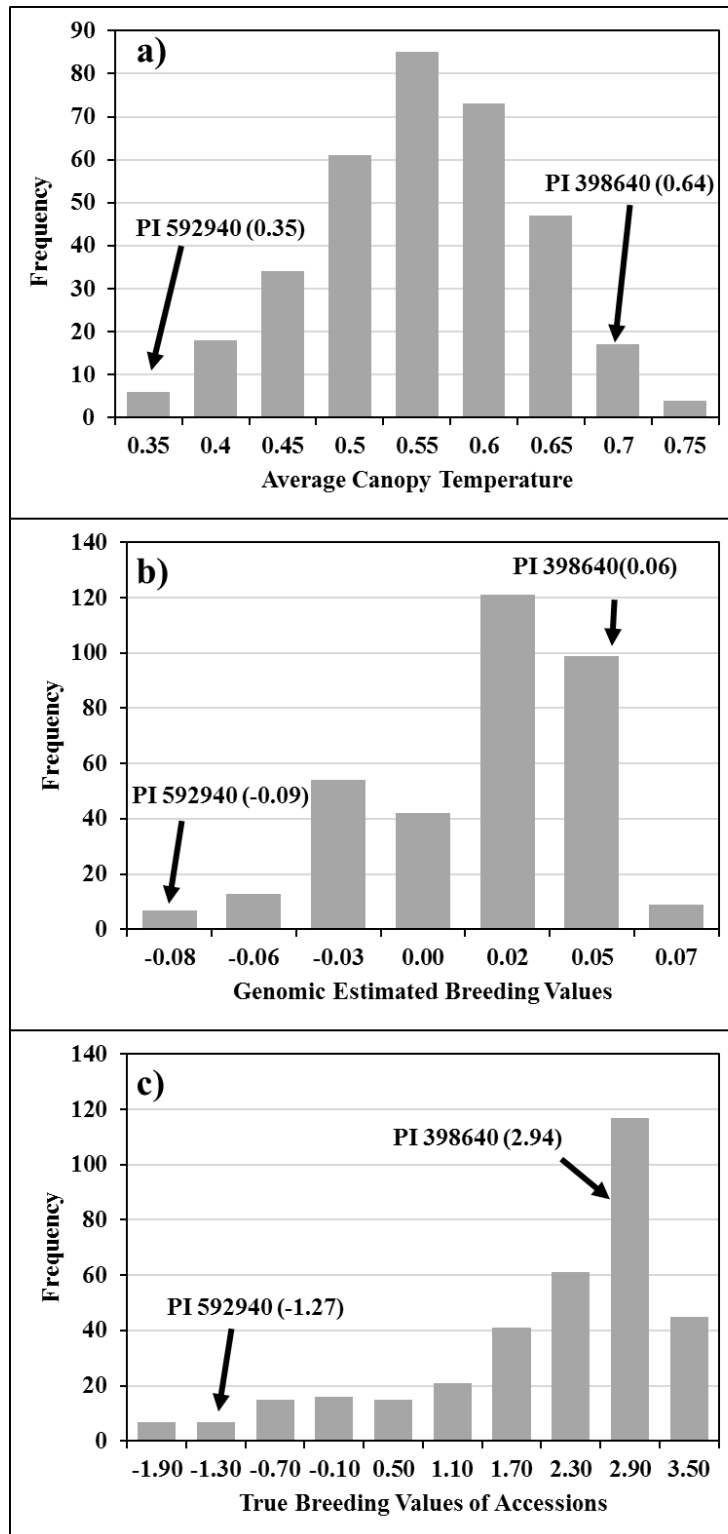 a)
90
80
70
60
50
40
30
20
10
0
Frequency
PI 592940 (0.35)
PI 398640 (0.64)
0.35 0.4 0.45 0.5 0.55 0.6 0.65 0.7 0.75
Average Canopy Temperature
b)
140
120
100
80
60
40
20
0
Frequency
PI 398640(0.06)
PI 592940 (-0.09)
-0.08 -0.06 -0.03 0.00 0.02 0.05 0.07
Genomic Estimated Breeding Values
c)
140
120
100
80
60
40
20
0
Frequency
PI 398640 (2.94)
PI 592940 (-1.27)
-1.90 -1.30 -0.70 -0.10 0.50 1.10 1.70 2.30 2.90 3.50
True Breeding Values of Accessions